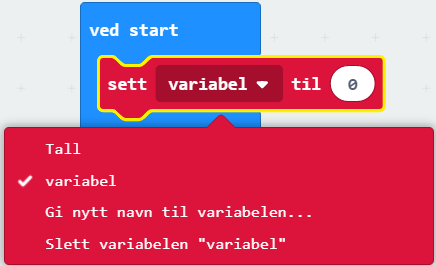 ved start
sett variabel til 0
Tall
variabel
Gi nytt navn til variabelen...
Slett variabelen "variabel"